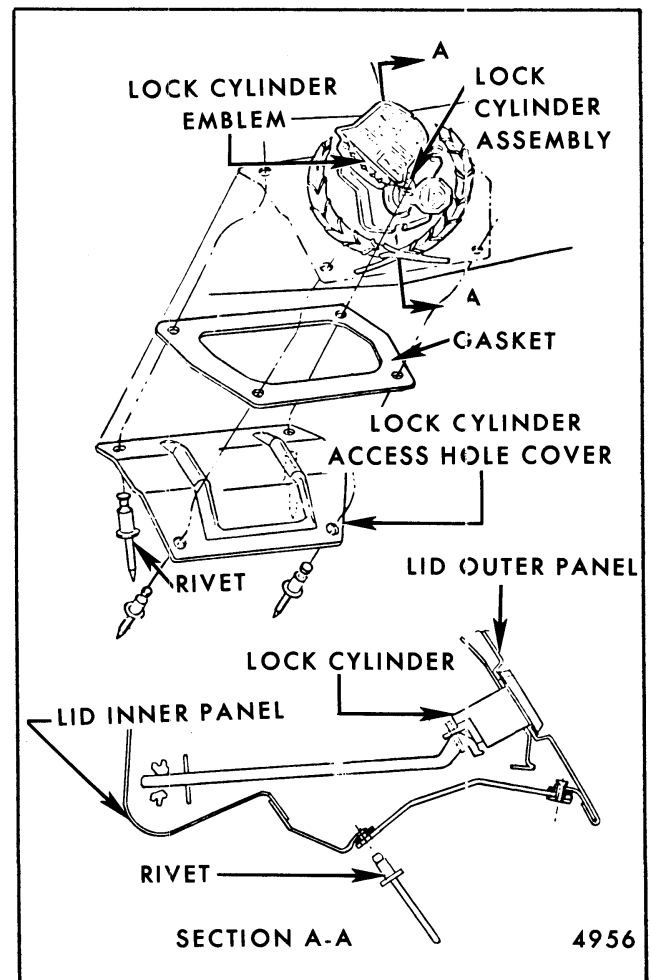 A
LOCK CYLINDER
EMBLEM
LOCK
CYLINDER
ASSEMBLY
A
GASKET
LOCK CYLINDER
ACCESS HOLE COVER
RIVET
LID OUTER PANEL
LOCK CYLINDER
LID INNER PANEL
RIVET
SECTION A-A
4956